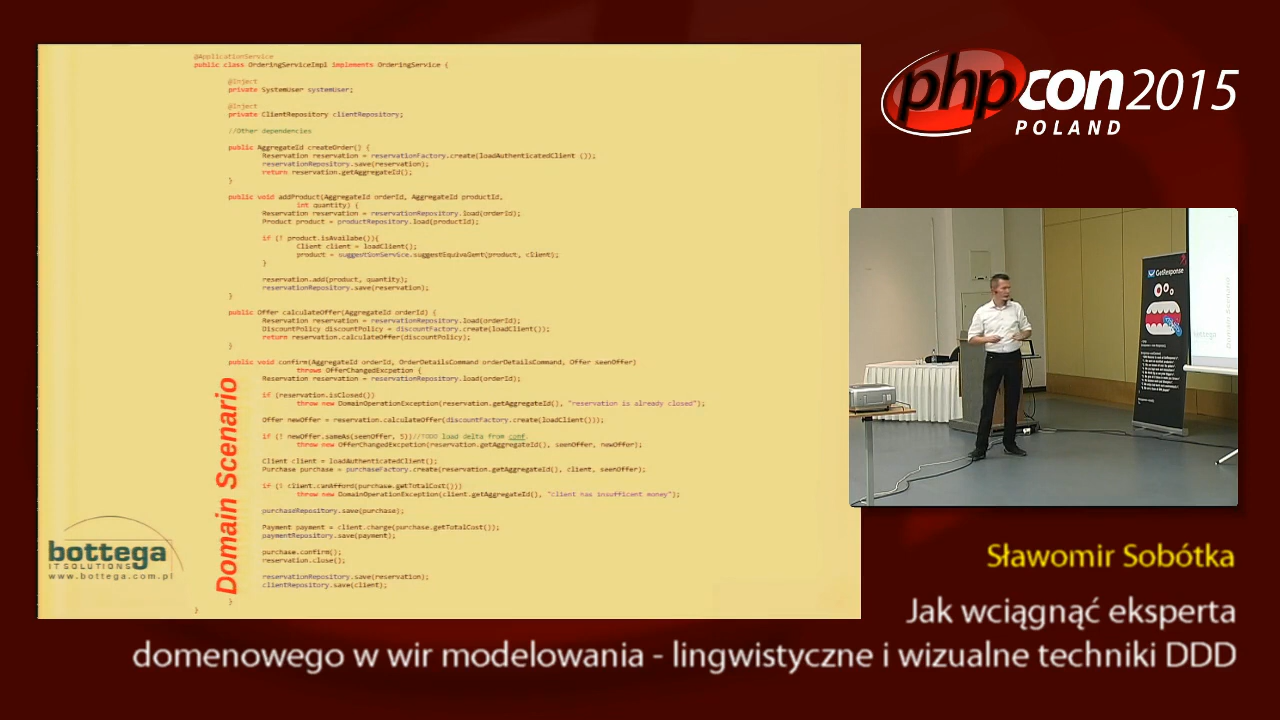 @ApplicationService
public class OrderingServiceImpl implements OrderingService {
@Inject
private SystemUser systemUser;
@Inject
private ClientRepository clientRepository;
//Other dependencies
public AggregateId createOrder() {
Reservation reservation = reservationFactory.create(loadAuthenticatedClient ());
reservationRepository.save(reservation);
return reservation.getAggregateId();
}
public void addProduct(AggregateId orderId, AggregateId productId,
int quantity) {
Reservation reservation = reservationRepository.load(orderId);
Product product = productRepository.load(productId);
if (! product.isAvailabe()){
Client client = loadClient();
product = suggestionService.suggestEquivalent(product, client);
}
reservation.add(product, quantity);
reservationRepository.save(reservation);
}
public Offer calculateOffer(AggregateId orderId) {
Reservation reservation = reservationRepository.load(orderId);
DiscountPolicy discountPolicy = discountFactory.create(loadClient());
return reservation.calculateOffer(discountPolicy);
}
public void confirm(AggregateId orderId, OrderDetailsCommand orderDetailsCommand, Offer seenOffer)
throws OfferChangedExcpetion {
Reservation reservation = reservationRepository.load(orderId);
if (reservation.isClosed())
throw new DomainOperationException(reservation.getAggregateId(), "reservation is already closed");
Offer newOffer = reservation.calculateOffer(discountFactory.create(loadClient()));
if (! newOffer.sameAs(seenOffer, 5))//TODO load delta from conf.
throw new OfferChangedExcpetion(reservation.getAggregateId(), seenOffer, newOffer);
Client client = loadAuthenticatedClient();
Purchase purchase = purchaseFactory.create(reservation.getAggregateId(), client, seenOffer);
if (! client.canAfford(purchase.getTotalCost()))
throw new DomainOperationException(client.getAggregateId(), "client has insufficent money");
purchaseRepository.save(purchase);
Payment payment = client.charge(purchase.getTotalCost());
paymentRepository.save(payment);
purchase.confirm();
reservation.close();
reservationRepository.save(reservation);
clientRepository.save(client);
}
}
Domain Scenario
bottega
IT SOLUTIONS
www.bottega.com.pl
phpcon2015
POLAND
GetResponse
bottega
Domain Scenario
Sławomir Sobótka
Jak wciągnąć eksperta
domenowego w wir modelowania - lingwistyczne i wizualne techniki DDD